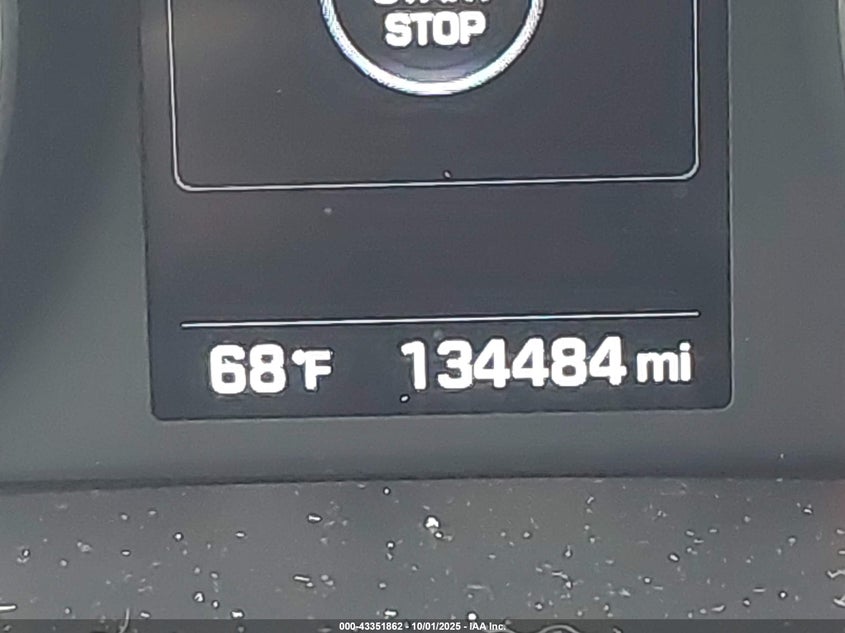 STOP
68°F 134484 mi
000-43351862 - 10/01/2025 - IAA Inc.